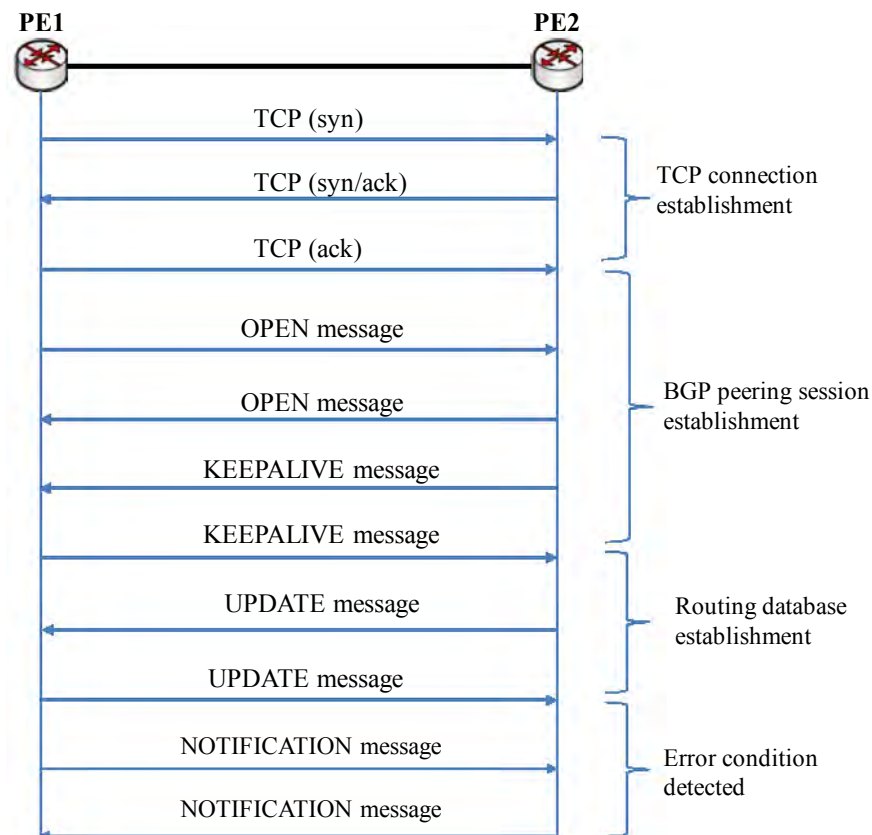 PE1
PE2
TCP (syn)
TCP (syn/ack)
TCP connection
establishment
TCP (ack)
OPEN message
OPEN message
BGP peering session
establishment
KEEPALIVE message
KEEPALIVE message
UPDATE message
Routing database
establishment
UPDATE message
NOTIFICATION message
Error condition
detected
NOTIFICATION message